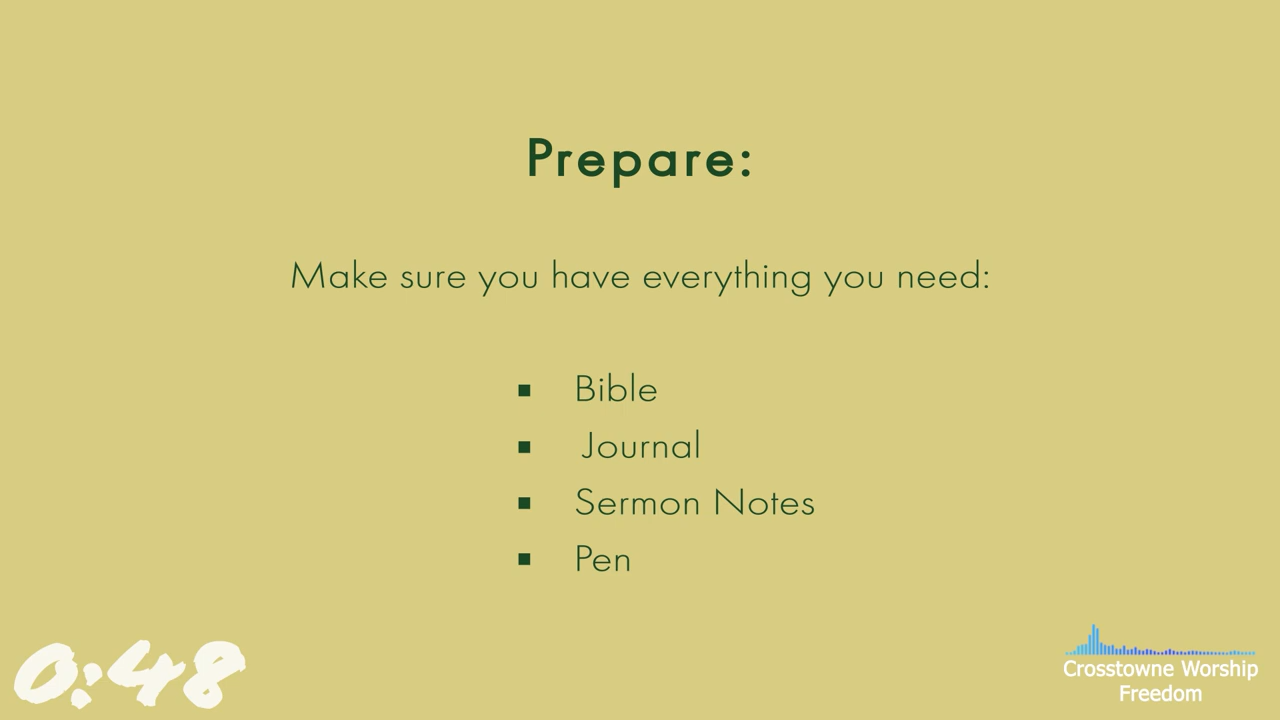 Prepare:
Make sure you have everything you need:
▪ Bible
▪ Journal
▪ Sermon Notes
▪ Pen
0:48
Crosstowne Worship
Freedom